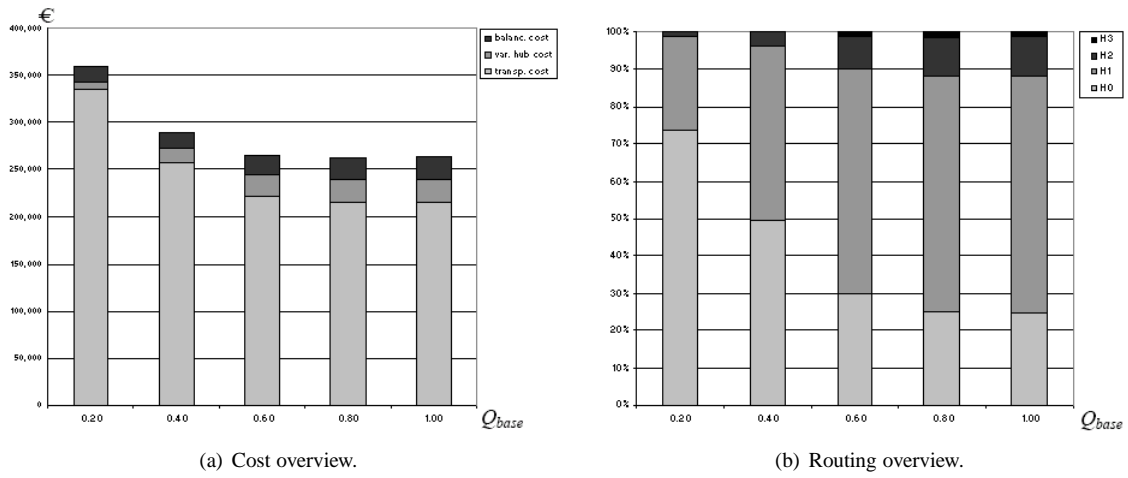 €
400,000
350,000
300,000
250,000
200,000
150,000
100,000
50,000
0
0.20 0.40 0.60 0.80 1.00 Qbase
balanc. cost
var. hub cost
transp. cost
(a) Cost overview.
100%
90%
80%
70%
60%
50%
40%
30%
20%
10%
0%
0.20 0.40 0.60 0.80 1.00 Qbase
H3
H2
H1
H0
(b) Routing overview.